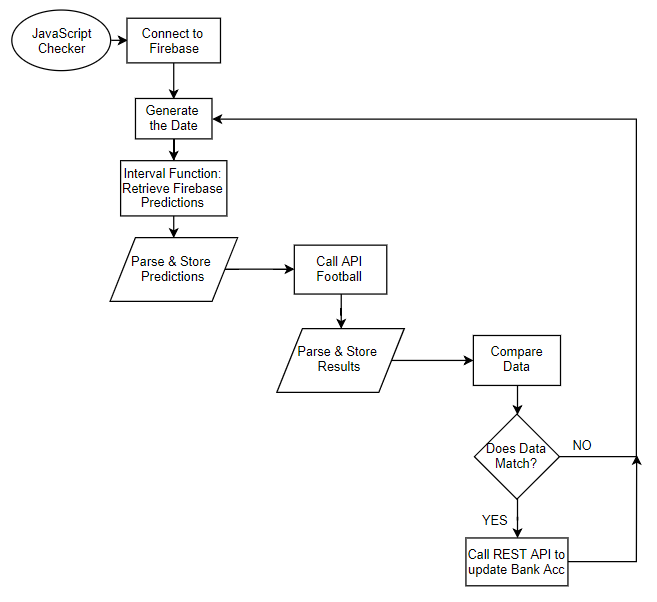 JavaScript
Checker
Connect to
Firebase
Generate
the Date
Interval Function:
Retrieve Firebase
Predictions
Parse & Store
Predictions
Call API
Football
Parse & Store
Results
Compare
Data
Does Data
Match?
NO
YES
Call REST API to
update Bank Acc